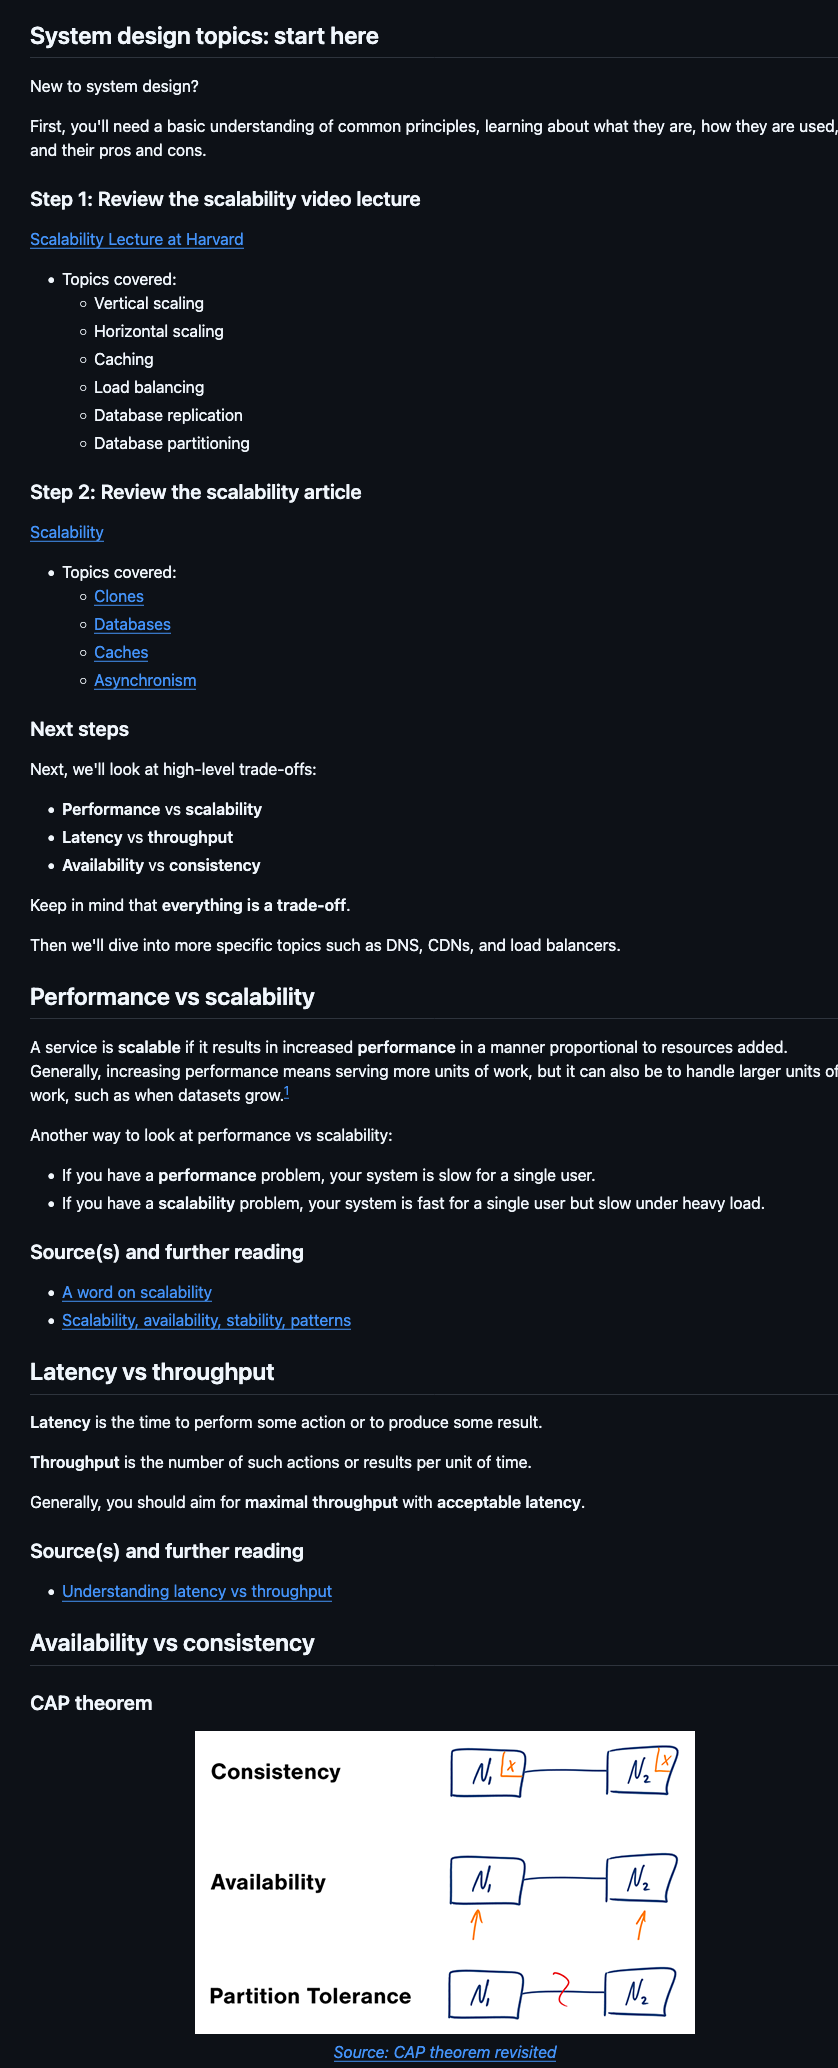 System design topics: start here
New to system design?
First, you'll need a basic understanding of common principles, learning about what they are, how they are used,
and their pros and cons.
Step 1: Review the scalability video lecture
Scalability Lecture at Harvard
• Topics covered:
◦ Vertical scaling
◦ Horizontal scaling
◦ Caching
◦ Load balancing
◦ Database replication
◦ Database partitioning
Step 2: Review the scalability article
Scalability
• Topics covered:
◦ Clones
◦ Databases
◦ Caches
◦ Asynchronism
Next steps
Next, we'll look at high-level trade-offs:
• Performance vs scalability
• Latency vs throughput
• Availability vs consistency
Keep in mind that everything is a trade-off.
Then we'll dive into more specific topics such as DNS, CDNs, and load balancers.
Performance vs scalability
A service is scalable if it results in increased performance in a manner proportional to resources added.
Generally, increasing performance means serving more units of work, but it can also be to handle larger units of
work, such as when datasets grow.1
Another way to look at performance vs scalability:
• If you have a performance problem, your system is slow for a single user.
• If you have a scalability problem, your system is fast for a single user but slow under heavy load.
Source(s) and further reading
• A word on scalability
• Scalability, availability, stability, patterns
Latency vs throughput
Latency is the time to perform some action or to produce some result.
Throughput is the number of such actions or results per unit of time.
Generally, you should aim for maximal throughput with acceptable latency.
Source(s) and further reading
• Understanding latency vs throughput
Availability vs consistency
CAP theorem
Consistency N1 x N2 x
Availability N1 N2
Partition Tolerance N1 N2
Source: CAP theorem revisited